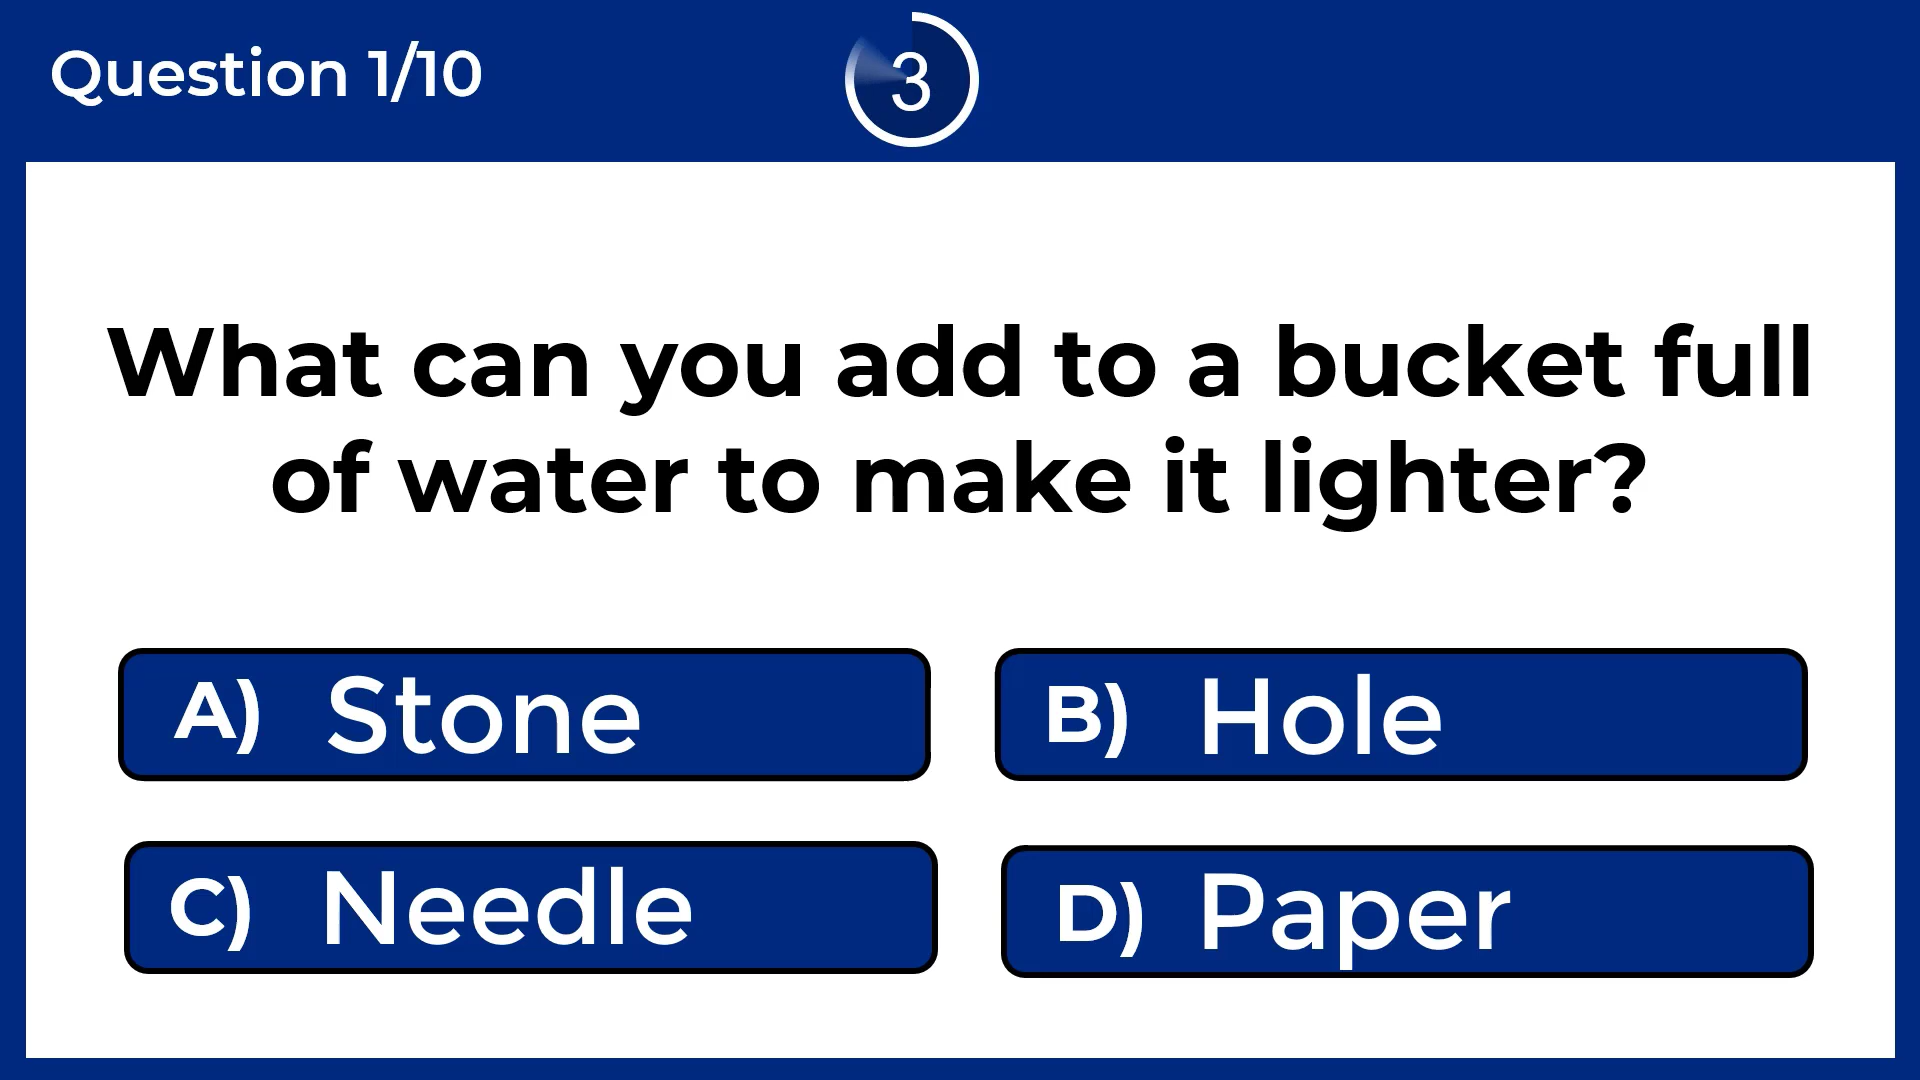 Question 1/10
3
What can you add to a bucket full
of water to make it lighter?
A) Stone
B) Hole
C) Needle
D) Paper